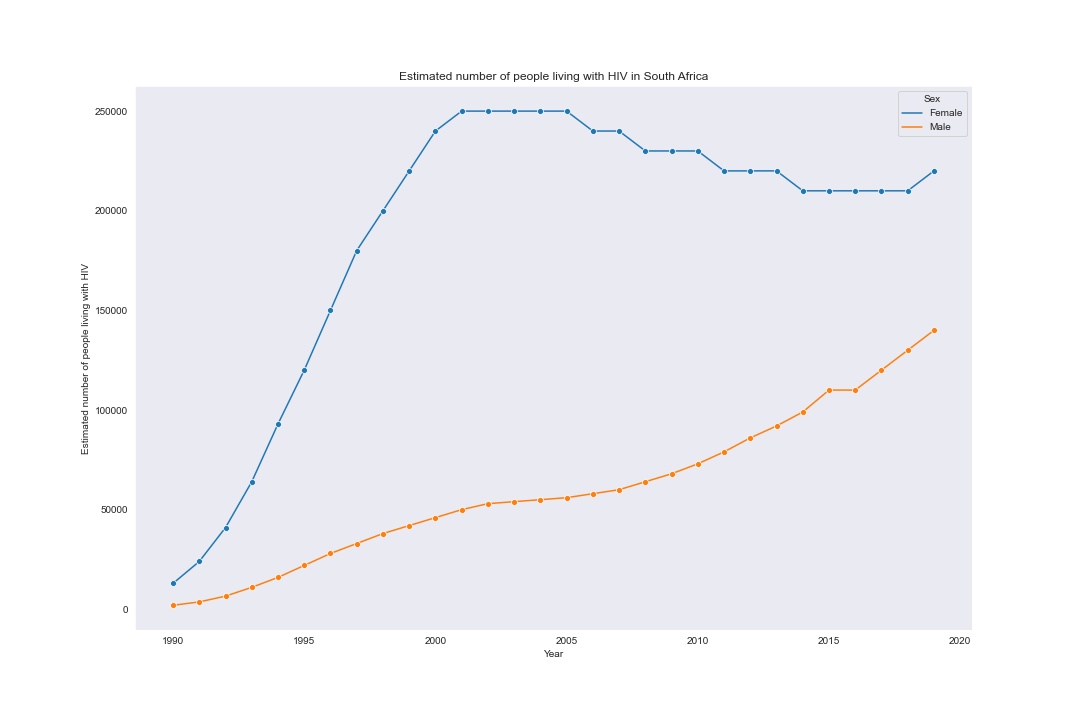 Estimated number of people living with HIV in South Africa
Sex
Female
Male
250000
200000
150000
100000
50000
0
Estimated number of people living with HIV
1990 1995 2000 2005 2010 2015 2020
Year